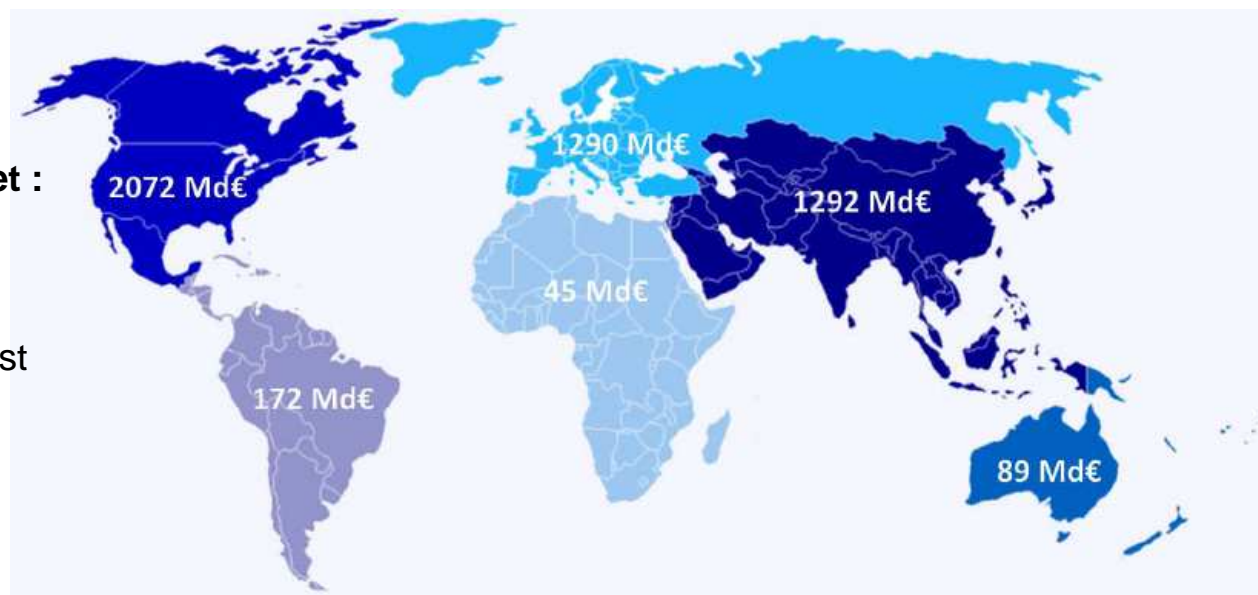 1290 Md€
et :
2072 Md€
1292 Md€
45 Md€
st
172 Md€
89 Md€